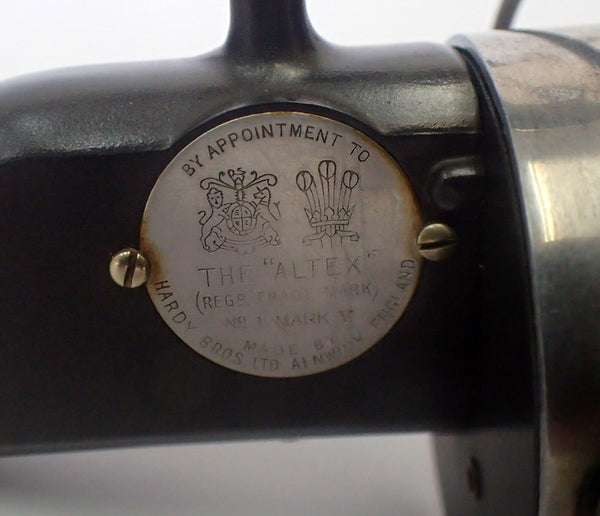 BY APPOINTMENT TO
THE "ALTEX"
(REGD. TRADE MARK)
No 1 MARK V
MADE BY
HARDY BROS. LTD ALNWICK ENGLAND